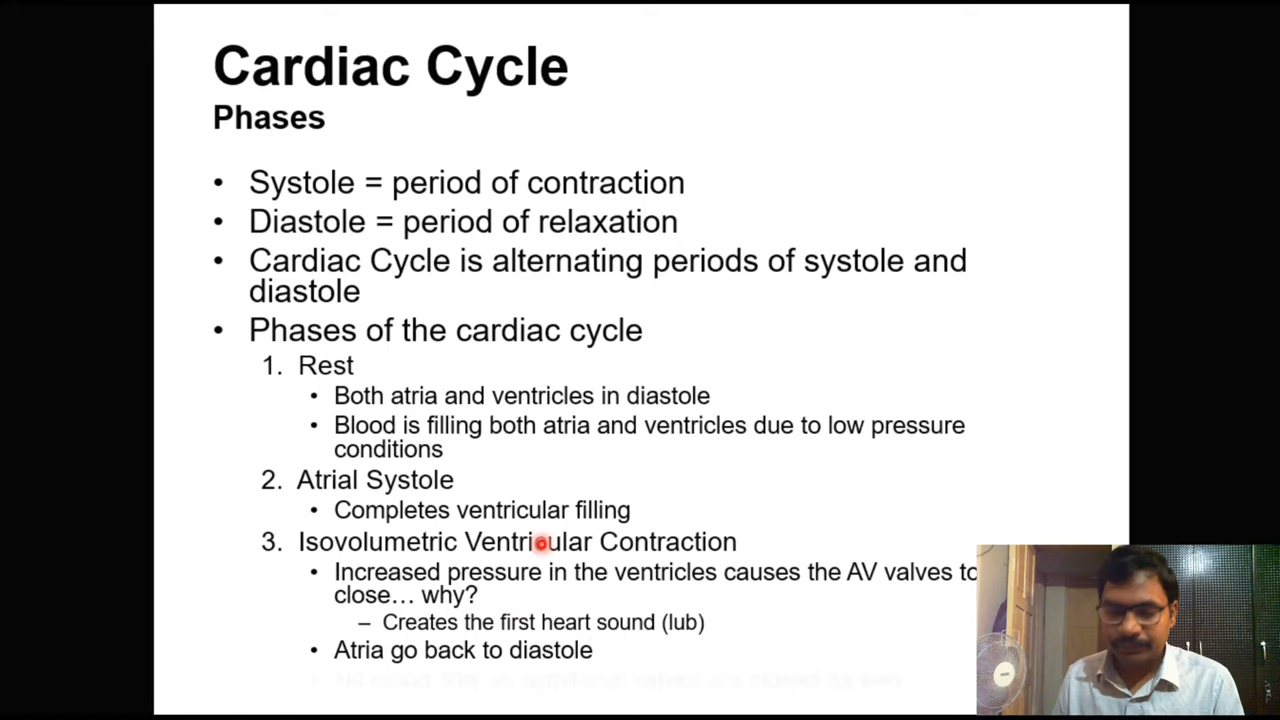 Cardiac Cycle
Phases
• Systole = period of contraction
• Diastole = period of relaxation
• Cardiac Cycle is alternating periods of systole and
diastole
• Phases of the cardiac cycle
1. Rest
• Both atria and ventricles in diastole
• Blood is filling both atria and ventricles due to low pressure
conditions
2. Atrial Systole
• Completes ventricular filling
3. Isovolumetric Ventricular Contraction
• Increased pressure in the ventricles causes the AV valves to
close… why?
– Creates the first heart sound (lub)
• Atria go back to diastole